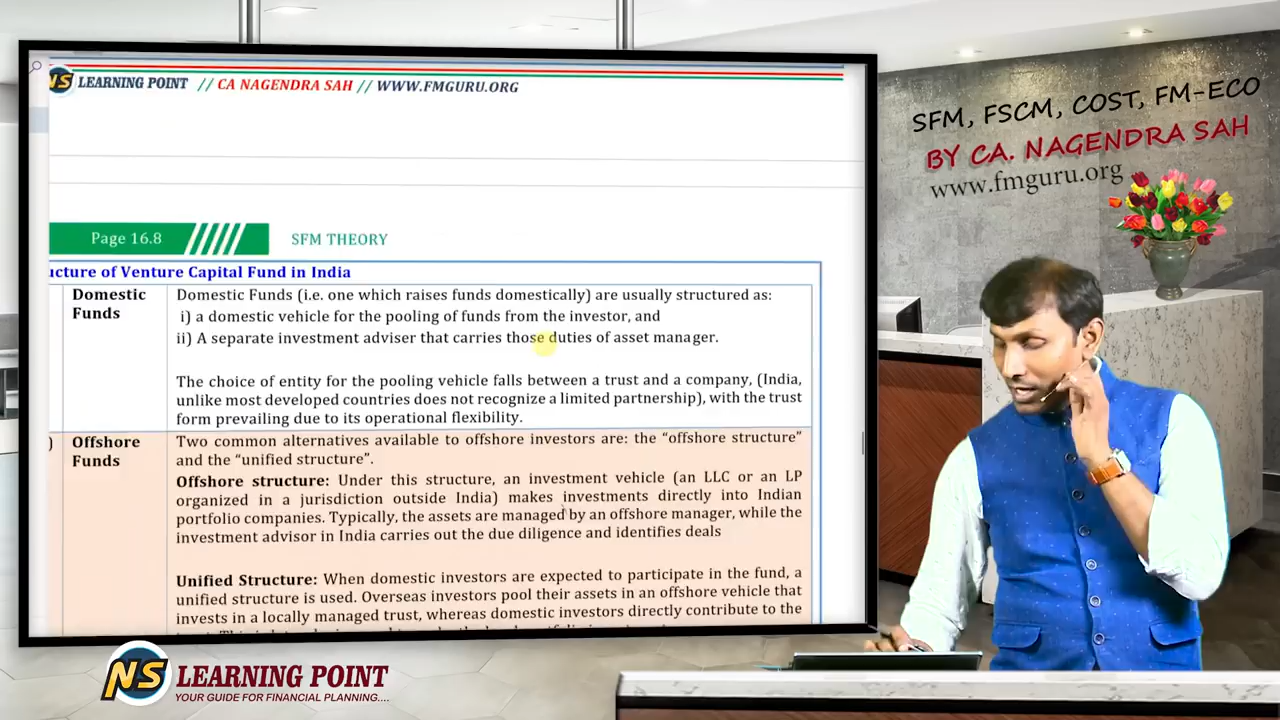 NS LEARNING POINT // CA NAGENDRA SAH // WWW.FMGURU.ORG
Page 16.8 SFM THEORY
ucture of Venture Capital Fund in India
Domestic Funds
Domestic Funds (i.e. one which raises funds domestically) are usually structured as:
i) a domestic vehicle for the pooling of funds from the investor, and
ii) A separate investment adviser that carries those duties of asset manager.
The choice of entity for the pooling vehicle falls between a trust and a company, (India,
unlike most developed countries does not recognize a limited partnership), with the trust
form prevailing due to its operational flexibility.
) Offshore Funds
Two common alternatives available to offshore investors are: the “offshore structure”
and the “unified structure”.
Offshore structure: Under this structure, an investment vehicle (an LLC or an LP
organized in a jurisdiction outside India) makes investments directly into Indian
portfolio companies. Typically, the assets are managed by an offshore manager, while the
investment advisor in India carries out the due diligence and identifies deals
Unified Structure: When domestic investors are expected to participate in the fund, a
unified structure is used. Overseas investors pool their assets in an offshore vehicle that
invests in a locally managed trust, whereas domestic investors directly contribute to the
SFM, FSCM, COST, FM-ECO
BY CA. NAGENDRA SAH
www.fmguru.org
NS LEARNING POINT
YOUR GUIDE FOR FINANCIAL PLANNING....